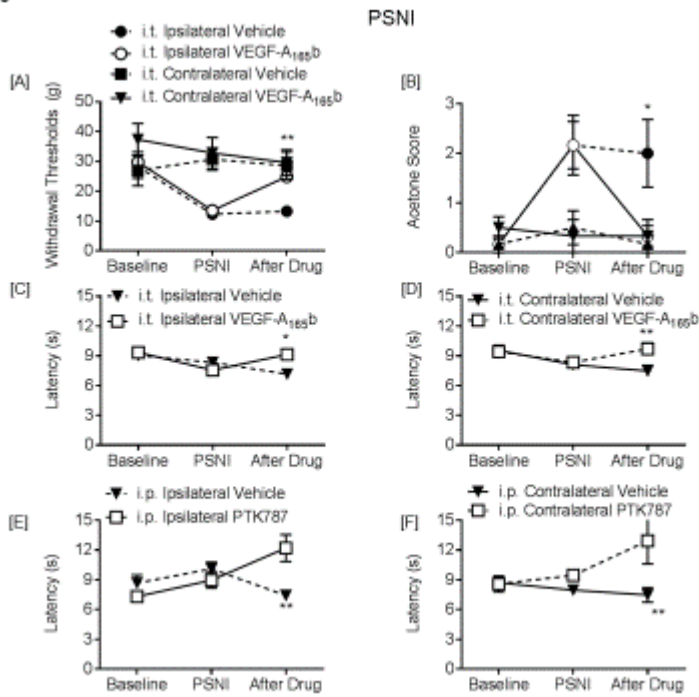 PSNI
i.t. Ipsilateral Vehicle
i.t. Ipsilateral VEGF-A₁₆₅b
i.t. Contralateral Vehicle
i.t. Contralateral VEGF-A₁₆₅b
[A]
Withdrawal Thresholds (g)
50
40
30
20
10
0
**
Baseline PSNI After Drug
[B]
Acetone Score
3
2
1
0
*
Baseline PSNI After Drug
[C]
i.t. Ipsilateral Vehicle
i.t. Ipsilateral VEGF-A₁₆₅b
Latency (s)
15
12
9
6
3
0
*
Baseline PSNI After Drug
[D]
i.t. Contralateral Vehicle
i.t. Contralateral VEGF-A₁₆₅b
Latency (s)
15
12
9
6
3
0
**
Baseline PSNI After Drug
[E]
i.p. Ipsilateral Vehicle
i.p. Ipsilateral PTK787
Latency (s)
15
12
9
6
3
0
**
Baseline PSNI After Drug
[F]
i.p. Contralateral Vehicle
i.p. Contralateral PTK787
Latency (s)
15
12
9
6
3
0
**
Baseline PSNI After Drug